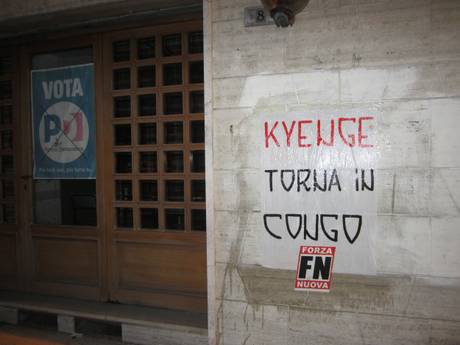 8
VOTA
PD
KYENGE
TORNA IN
CONGO
FORZA
FN
NUOVA